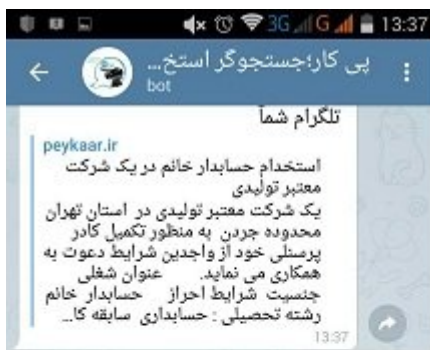 3G G 13:37
پی کار؛جستجوگر استخ...
bot
تلگرام شماً
peykaar.ir
استخدام حسابدار خانم در یک شرکت
معتبر تولیدی
یک شرکت معتبر تولیدی در استان تهران
محدوده جردن به منظور تکمیل کادر
پرسنلی خود از واجدین شرایط دعوت به
همکاری می نماید. عنوان شغلی
جنسیت شرایط احراز حسابدار خانم
رشته تحصیلی : حسابداری سابقه کا...
13:37